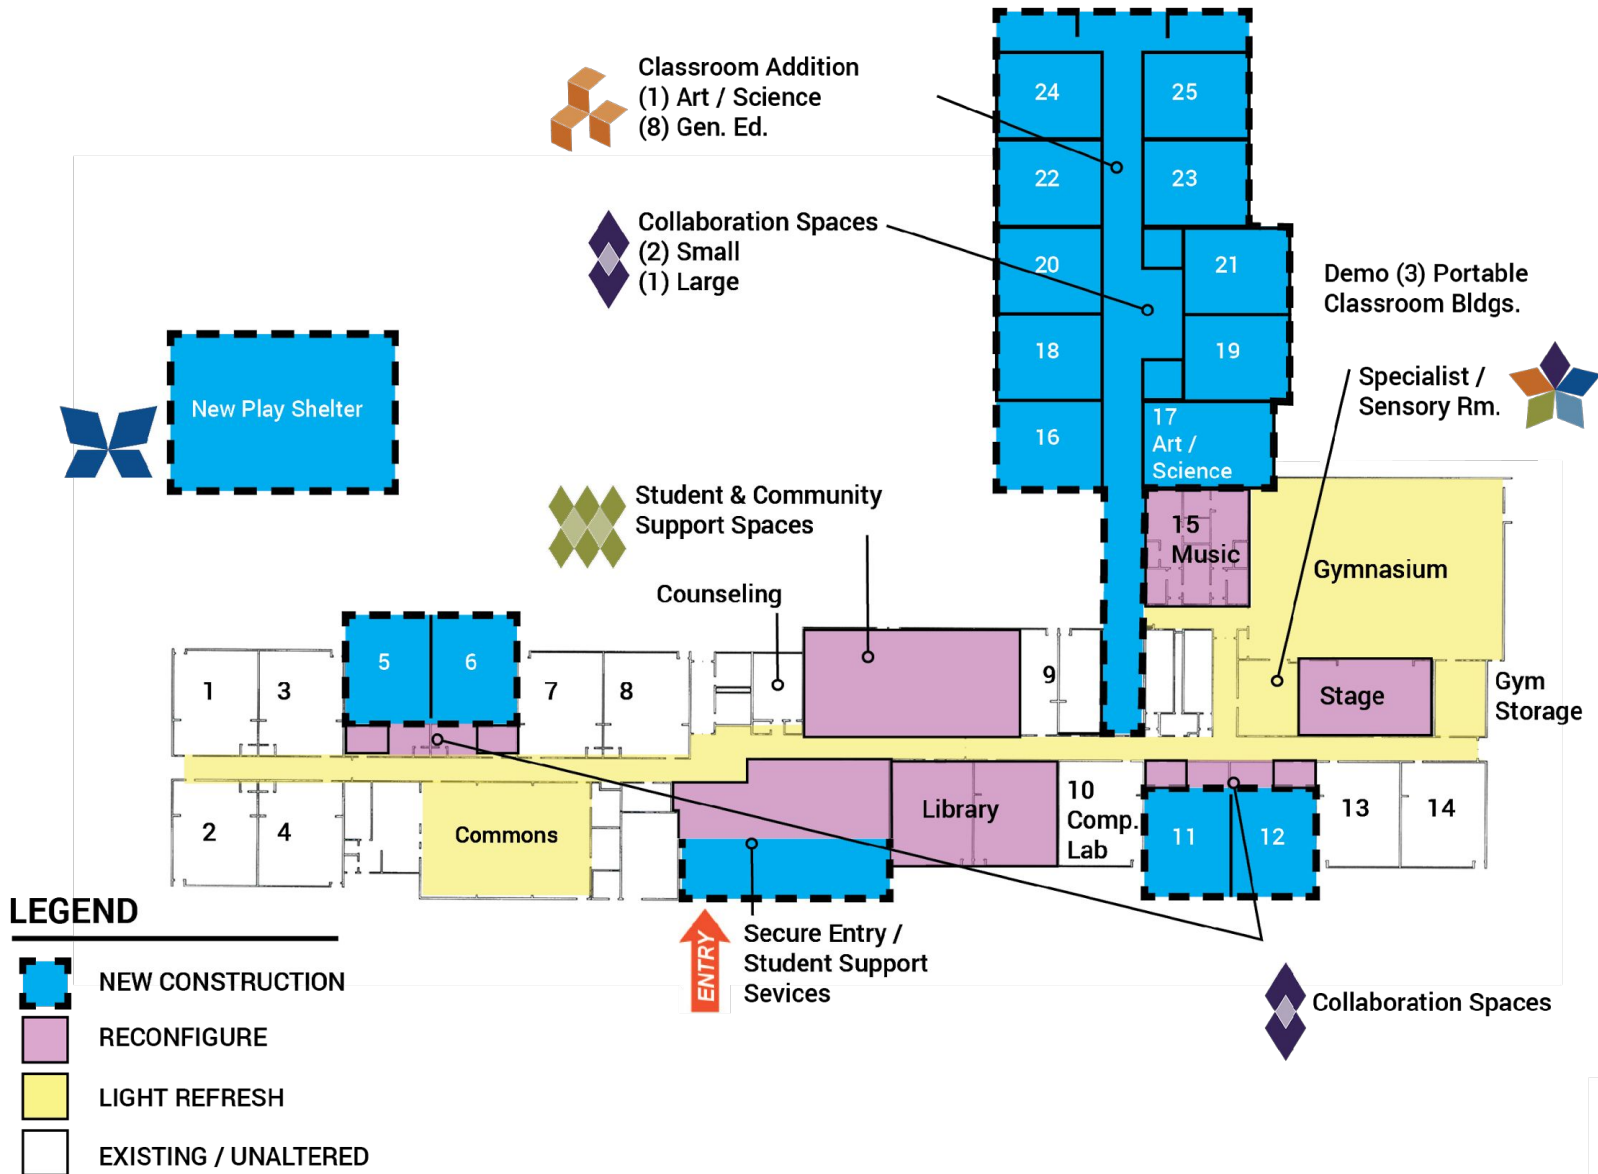 Classroom Addition
(1) Art / Science
(8) Gen. Ed.
Collaboration Spaces
(2) Small
(1) Large
24
25
22
23
20
21
18
19
16
17
Art /
Science
Demo (3) Portable
Classroom Bldgs.
Specialist /
Sensory Rm.
New Play Shelter
Student & Community
Support Spaces
15
Music
Gymnasium
Counseling
1
3
5
6
7
8
9
Stage
Gym
Storage
2
4
Commons
Library
10
Comp.
Lab
11
12
13
14
ENTRY
Secure Entry /
Student Support
Sevices
Collaboration Spaces
LEGEND
NEW CONSTRUCTION
RECONFIGURE
LIGHT REFRESH
EXISTING / UNALTERED